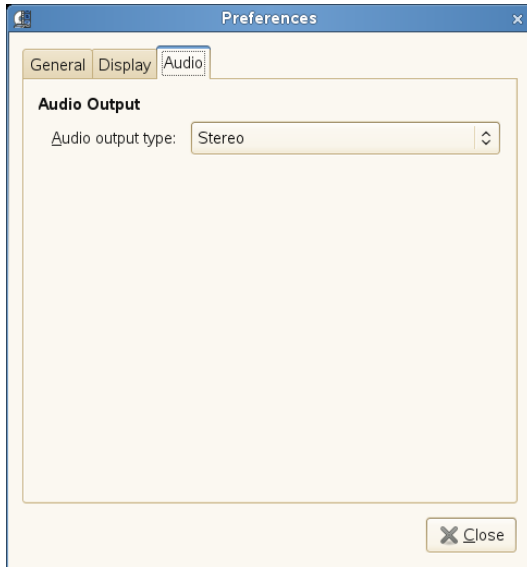 Preferences
General Display Audio
Audio Output
Audio output type: Stereo
Close